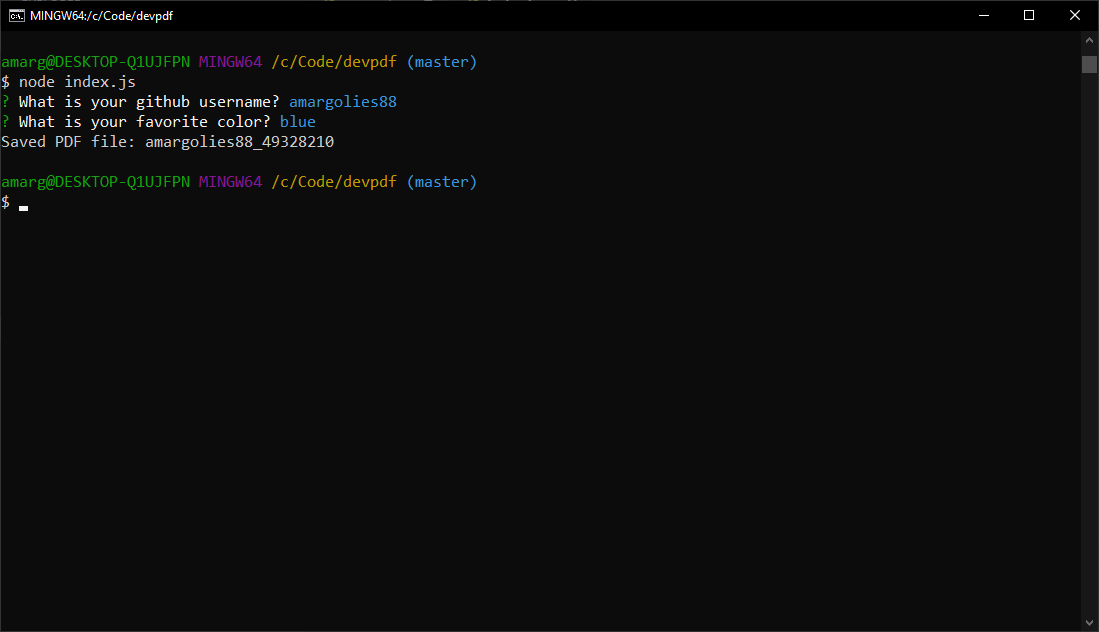 MINGW64:/c/Code/devpdf
amarg@DESKTOP-Q1UJFPN MINGW64 /c/Code/devpdf (master)
$ node index.js
? What is your github username? amargolies88
? What is your favorite color? blue
Saved PDF file: amargolies88_49328210
amarg@DESKTOP-Q1UJFPN MINGW64 /c/Code/devpdf (master)
$